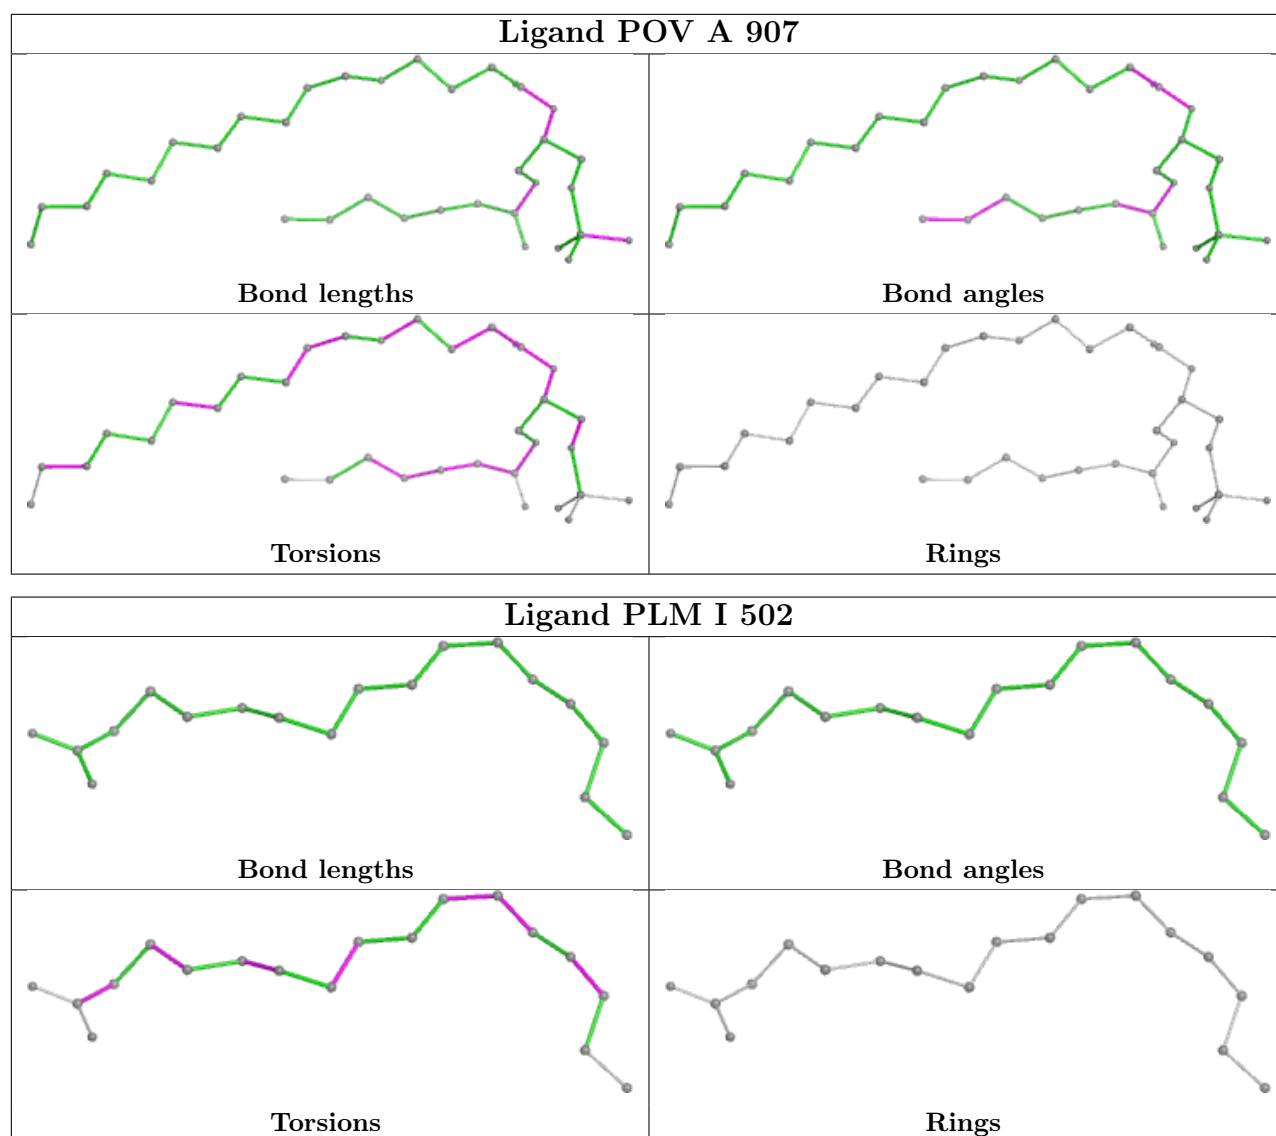 Ligand POV A 907
Bond lengths
Bond angles
Torsions
Rings
Ligand PLM I 502
Bond lengths
Bond angles
Torsions
Rings